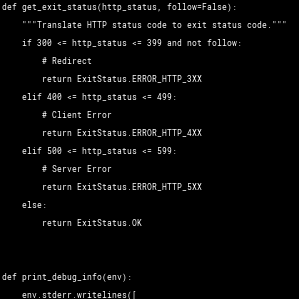 def get_exit_status(http_status, follow=False):
    """Translate HTTP status code to exit status code."""
    if 300 <= http_status <= 399 and not follow:
        # Redirect
        return ExitStatus.ERROR_HTTP_3XX
    elif 400 <= http_status <= 499:
        # Client Error
        return ExitStatus.ERROR_HTTP_4XX
    elif 500 <= http_status <= 599:
        # Server Error
        return ExitStatus.ERROR_HTTP_5XX
    else:
        return ExitStatus.OK
def print_debug_info(env):
    env.stderr.writelines([